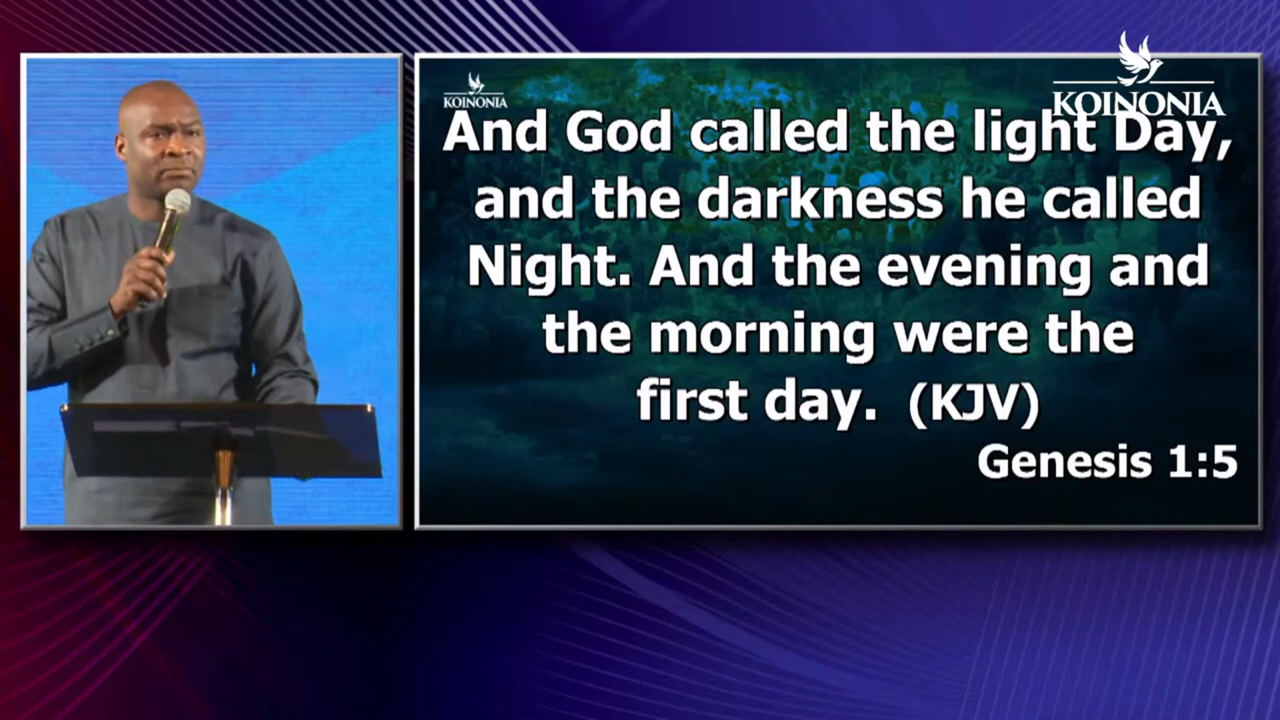 KOINONIA
KOINONIA
And God called the light Day,
and the darkness he called
Night. And the evening and
the morning were the
first day. (KJV)
Genesis 1:5